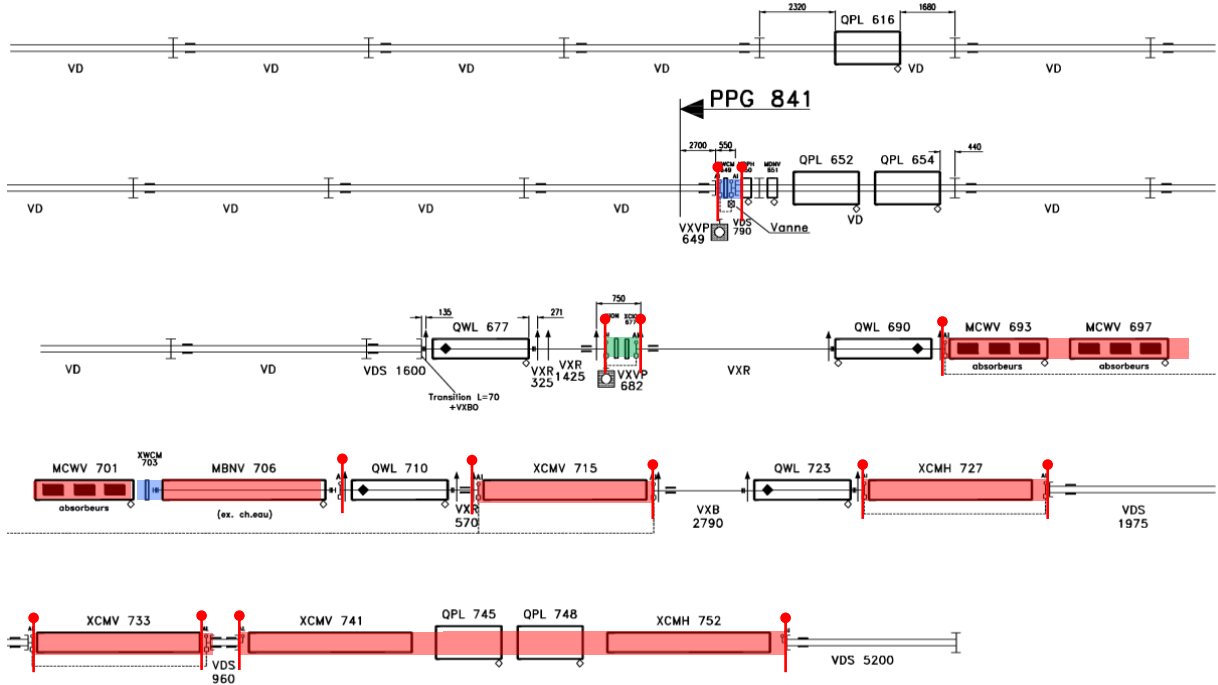 2320
QPL 616
1680
VD VD VD VD VD VD
PPG 841
2700
550
MDNV
651
QPL 652
QPL 654
440
VD VD VD VD VXVP
649
VDS
790
Vanne
VD VD
135
QWL 677
271
750
QWL 690
MCWV 693
MCWV 697
VD VD VDS 1600
VXR
325
VXR
1425
VXVP
682
VXR
absorbeurs
absorbeurs
Transition L=70
+VXBO
MCWV 701
XWCM
703
MBNV 706
QWL 710
XCMV 715
QWL 723
XCMH 727
absorbeurs
(ex. ch.eau)
VXR
570
VXB
2790
VDS
1975
XCMV 733
XCMV 741
QPL 745
QPL 748
XCMH 752
VDS
960
VDS 5200